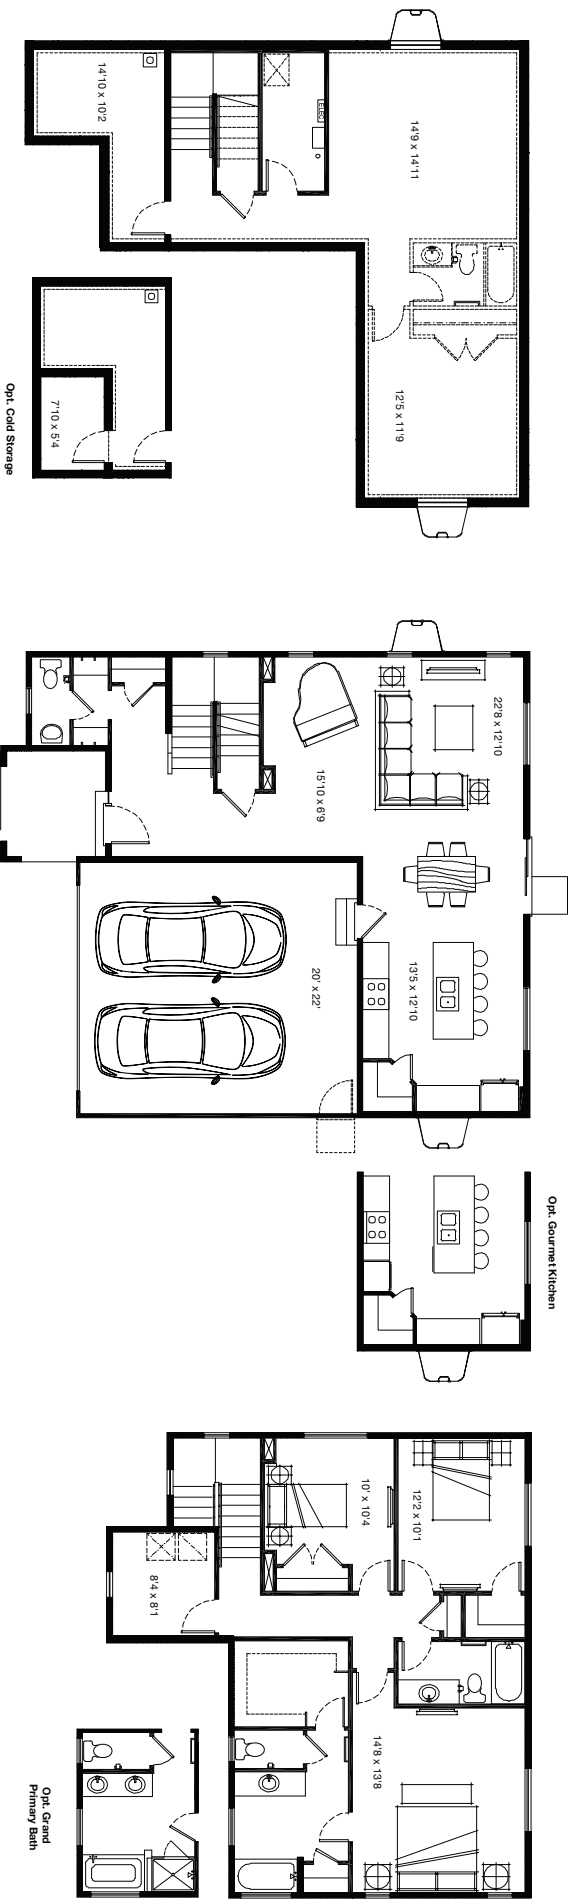 14'10 x 10'2
ELEC
14'9 x 14'11
12'5 x 11'9
7'10 x 5'4
Opt. Cold Storage
22'8 x 12'10
15'10 x 6'9
13'5 x 12'10
20' x 22'
Opt. Gourmet Kitchen
12'2 x 10'1
10' x 10'4
8'4 x 8'1
14'8 x 13'8
Opt. Grand
Primary Bath